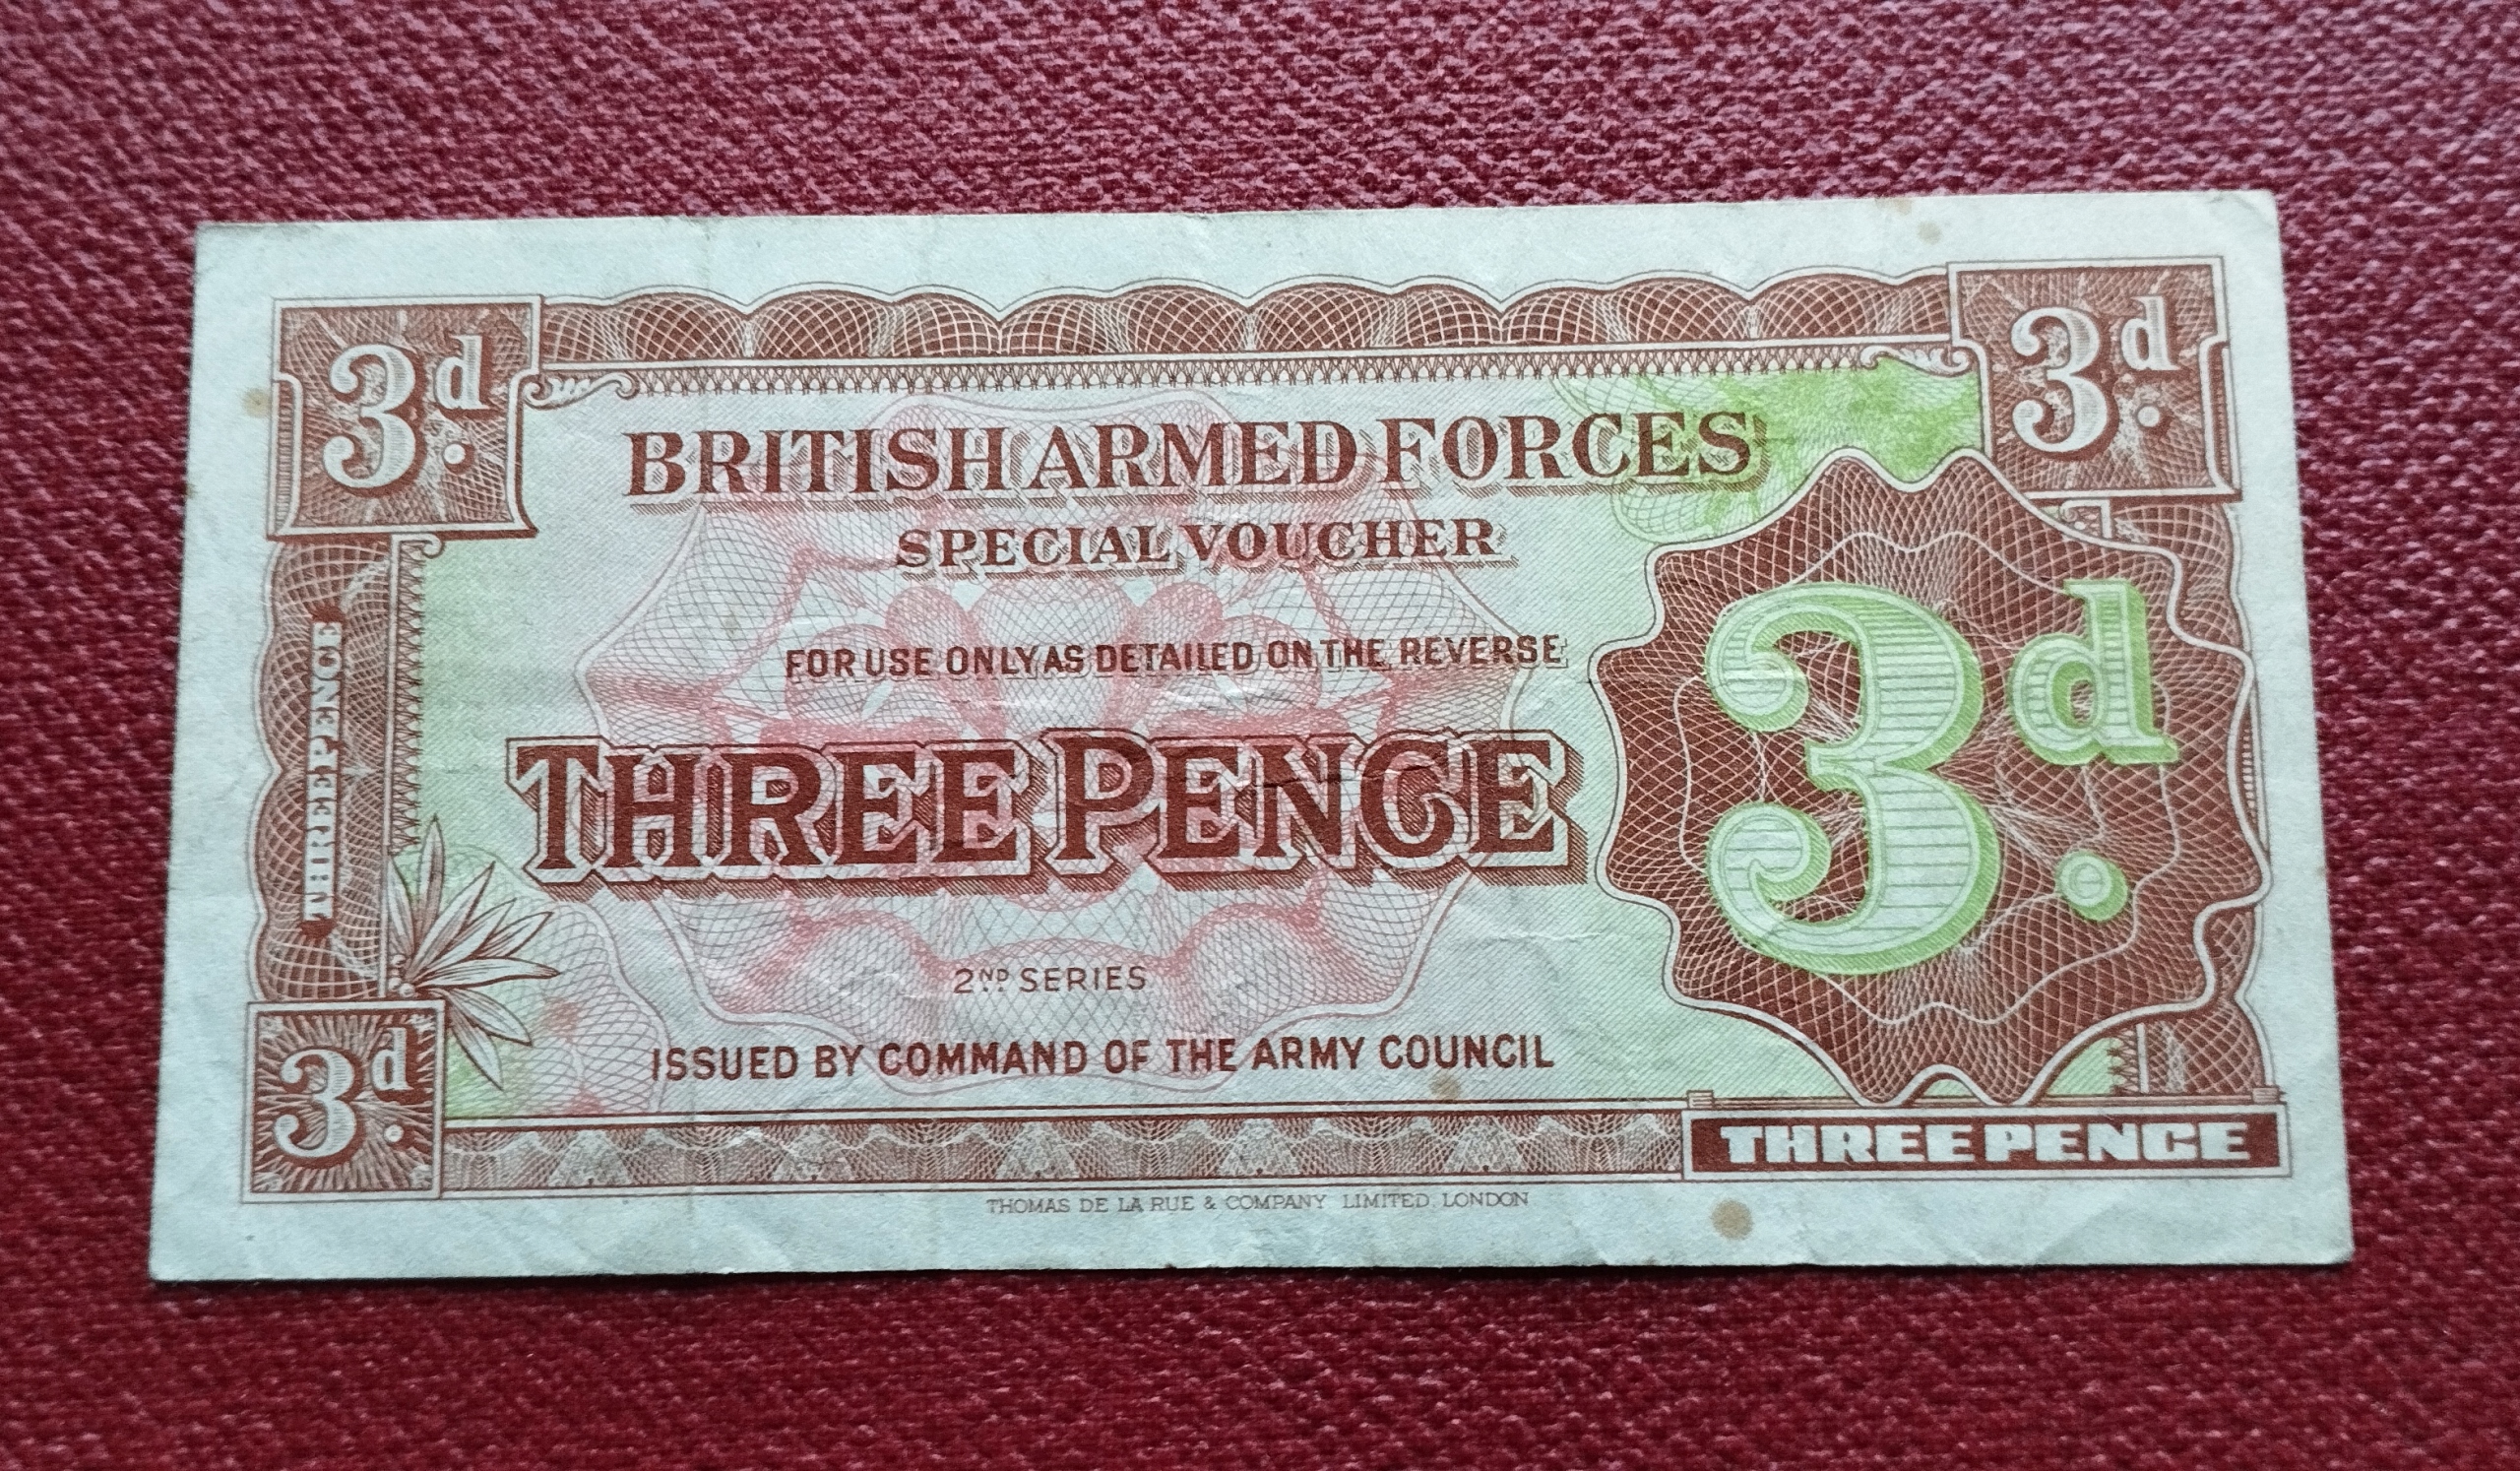 3d.
3d.
BRITISH ARMED FORCES
SPECIAL VOUCHER
FOR USE ONLY AS DETAILED ON THE REVERSE
THREE PENCE
3d.
THREE PENCE
2ND SERIES
ISSUED BY COMMAND OF THE ARMY COUNCIL
3d.
THREE PENCE
THOMAS DE LA RUE & COMPANY LIMITED, LONDON